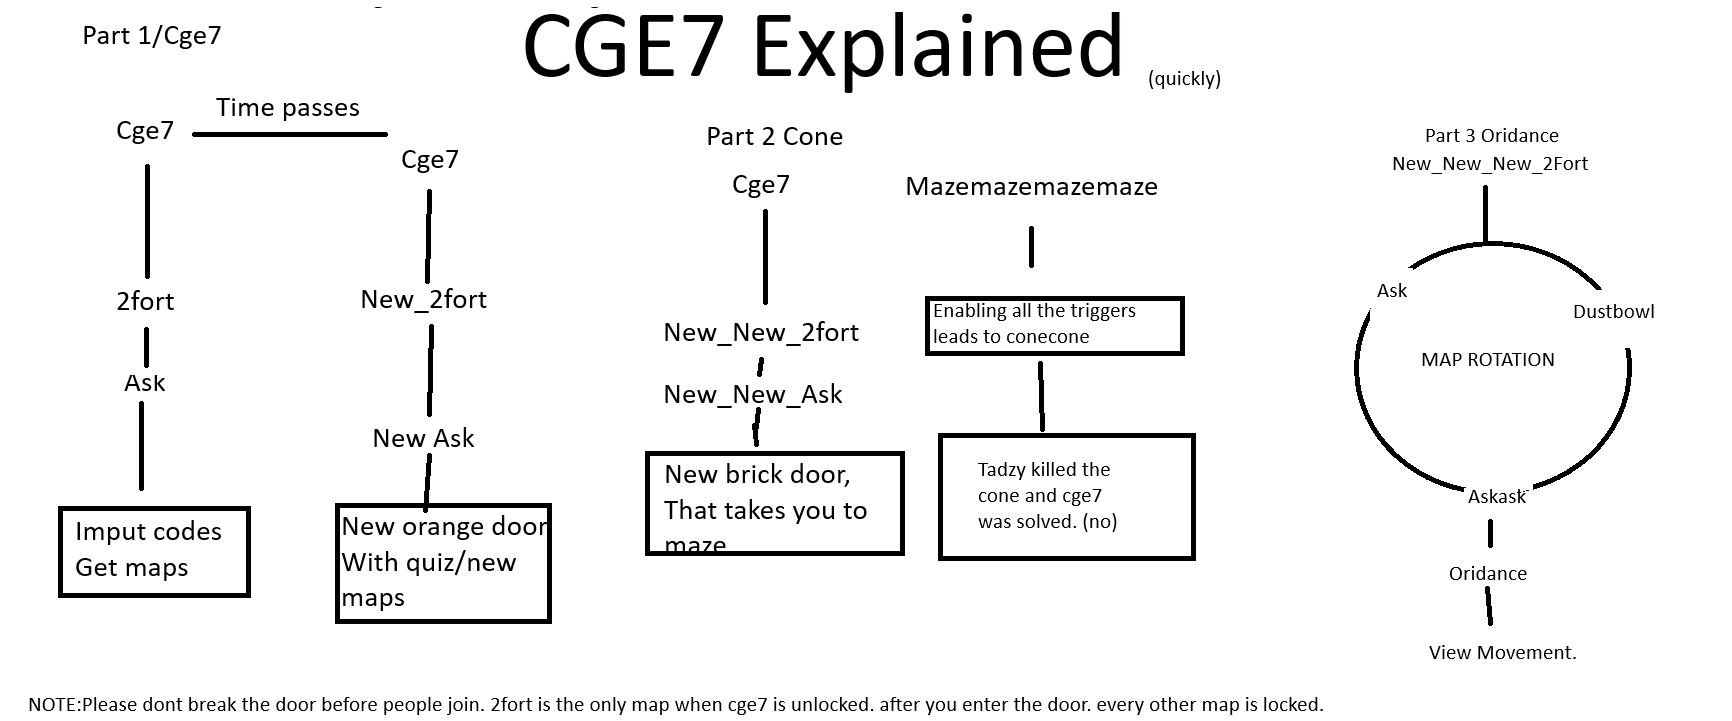 CGE7 Explained
(quickly)
Part 1/Cge7
Cge7
Time passes
Cge7
2fort
Ask
Imput codes
Get maps
New_2fort
New Ask
New orange door
With quiz/new
maps
Part 2 Cone
Cge7
New_New_2fort
New_New_Ask
New brick door,
That takes you to
maze
Mazemazemazemaze
Enabling all the triggers
leads to conecone
Tadzy killed the
cone and cge7
was solved. (no)
Part 3 Oridance
New_New_New_2Fort
Ask
Dustbowl
MAP ROTATION
Askask
Oridance
View Movement.
NOTE:Please dont break the door before people join. 2fort is the only map when cge7 is unlocked. after you enter the door. every other map is locked.